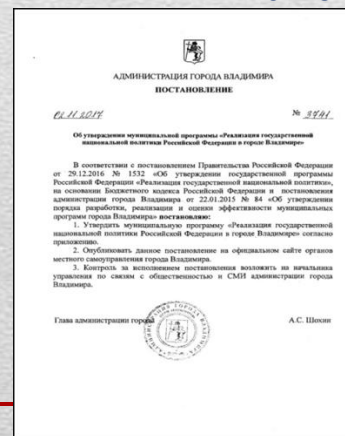 АДМИНИСТРАЦИЯ ГОРОДА ВЛАДИМИРА
ПОСТАНОВЛЕНИЕ
№
Об утверждении муниципальной программы «Реализация государственной
национальной политики Российской Федерации в городе Владимире»
В соответствии с постановлением Правительства Российской Федерации
от 29.12.2016 № 1532 «Об утверждении государственной программы
Российской Федерации «Реализация государственной национальной политики»,
на основании Бюджетного кодекса Российской Федерации и постановления
администрации города Владимира от 22.01.2015 № 84 «Об утверждении
порядка разработки, реализации и оценки эффективности муниципальных
программ города Владимира» постановляю:
1. Утвердить муниципальную программу «Реализация государственной
национальной политики Российской Федерации в городе Владимире» согласно
приложению.
2. Опубликовать данное постановление на официальном сайте органов
местного самоуправления города Владимира.
3. Контроль за исполнением постановления возложить на начальника
управления по связям с общественностью и СМИ администрации города
Владимира.
Глава администрации города А.С. Шохин